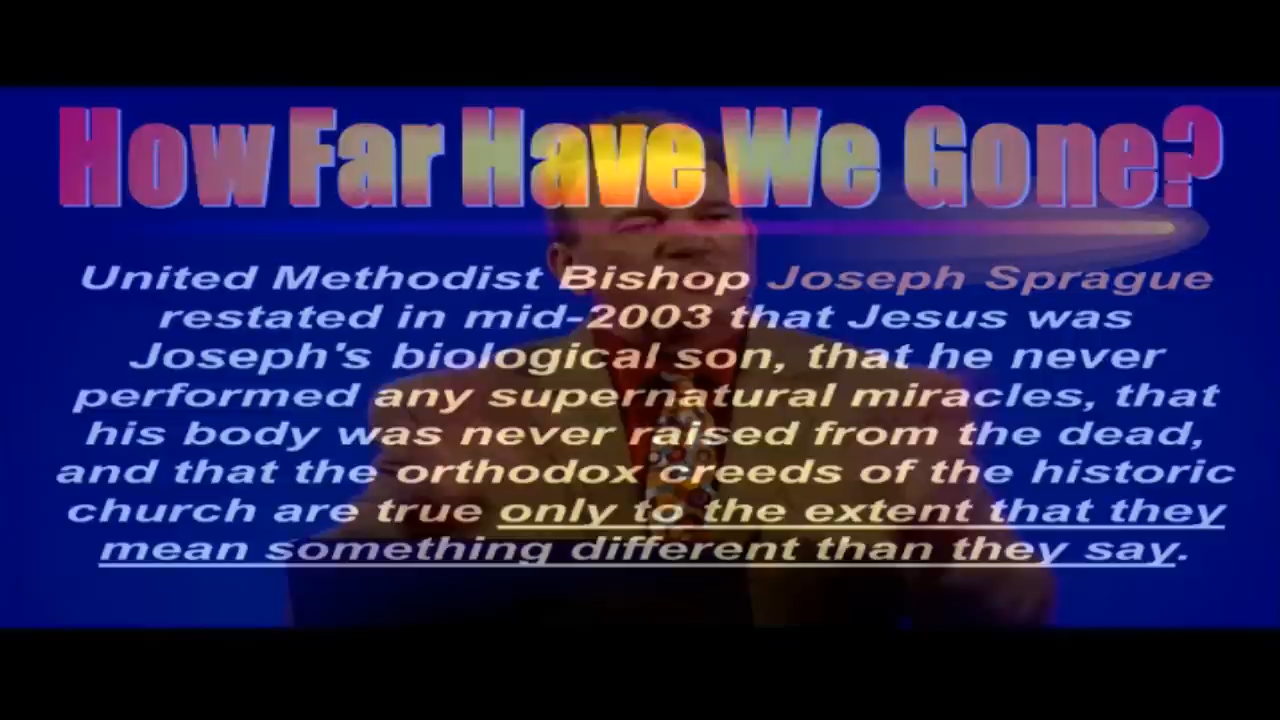 How Far Have We Gone?
United Methodist Bishop Joseph Sprague
restated in mid-2003 that Jesus was
Joseph's biological son, that he never
performed any supernatural miracles, that
his body was never raised from the dead,
and that the orthodox creeds of the historic
church are true only to the extent that they
mean something different than they say.